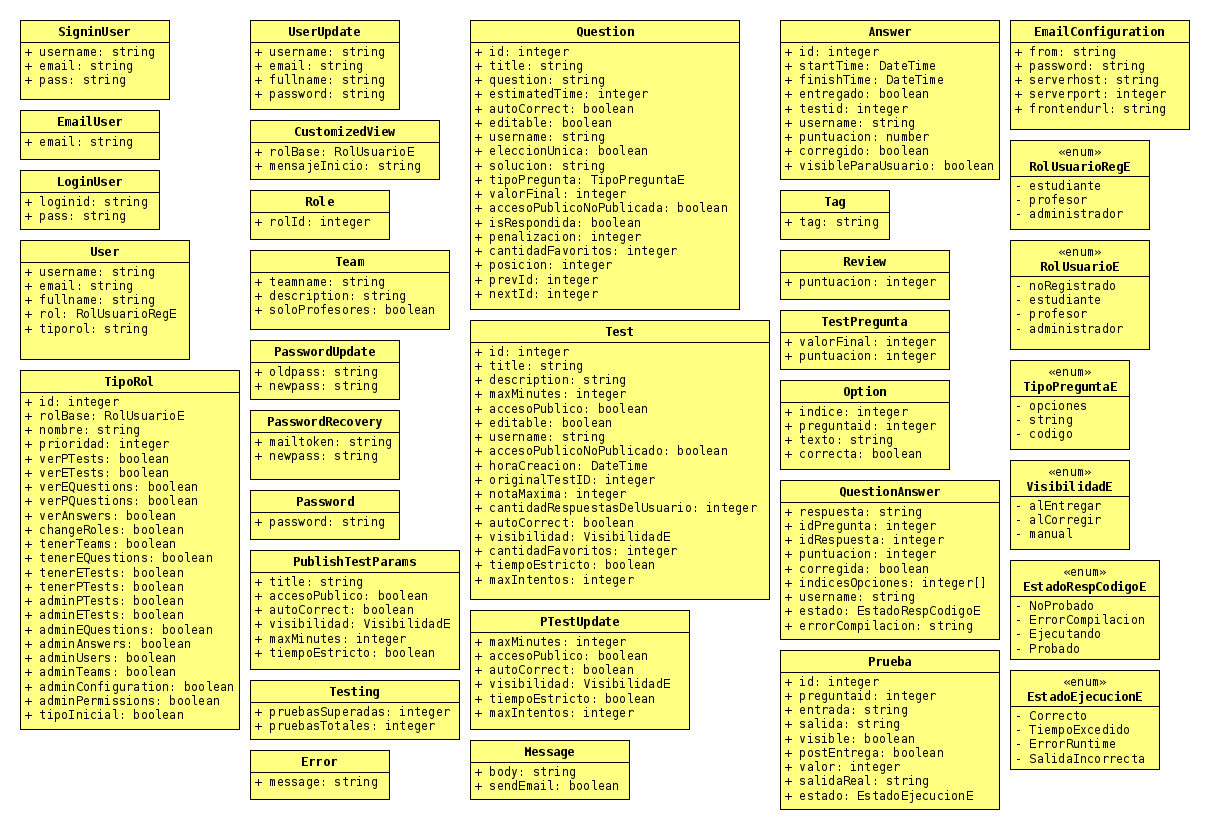 SigninUser
+ username: string
+ email: string
+ pass: string
EmailUser
+ email: string
LoginUser
+ loginid: string
+ pass: string
User
+ username: string
+ email: string
+ fullname: string
+ rol: RolUsuarioRegE
+ tiporol: string
TipoRol
+ id: integer
+ rolBase: RolUsuarioE
+ nombre: string
+ prioridad: integer
+ verPTests: boolean
+ verETests: boolean
+ verEQuestions: boolean
+ verPQuestions: boolean
+ verAnswers: boolean
+ changeRoles: boolean
+ tenerTeams: boolean
+ tenerEQuestions: boolean
+ tenerETests: boolean
+ tenerPTests: boolean
+ adminPTests: boolean
+ adminETests: boolean
+ adminEQuestions: boolean
+ adminAnswers: boolean
+ adminUsers: boolean
+ adminTeams: boolean
+ adminConfiguration: boolean
+ adminPermissions: boolean
+ tipoInicial: boolean
UserUpdate
+ username: string
+ email: string
+ fullname: string
+ password: string
CustomizedView
+ rolBase: RolUsuarioE
+ mensajeInicio: string
Role
+ rolId: integer
Team
+ teamname: string
+ description: string
+ soloProfesores: boolean
PasswordUpdate
+ oldpass: string
+ newpass: string
PasswordRecovery
+ mailtoken: string
+ newpass: string
Password
+ password: string
PublishTestParams
+ title: string
+ accesoPublico: boolean
+ autoCorrect: boolean
+ visibilidad: VisibilidadE
+ maxMinutes: integer
+ tiempoEstricto: boolean
Testing
+ pruebasSuperadas: integer
+ pruebasTotales: integer
Error
+ message: string
Question
+ id: integer
+ title: string
+ question: string
+ estimatedTime: integer
+ autoCorrect: boolean
+ editable: boolean
+ username: string
+ eleccionUnica: boolean
+ solucion: string
+ tipoPregunta: TipoPreguntaE
+ valorFinal: integer
+ accesoPublicoNoPublicada: boolean
+ isRespondida: boolean
+ penalizacion: integer
+ cantidadFavoritos: integer
+ posicion: integer
+ prevId: integer
+ nextId: integer
Test
+ id: integer
+ title: string
+ description: string
+ maxMinutes: integer
+ accesoPublico: boolean
+ editable: boolean
+ username: string
+ accesoPublicoNoPublicado: boolean
+ horaCreacion: DateTime
+ originalTestID: integer
+ notaMaxima: integer
+ cantidadRespuestasDelUsuario: integer
+ autoCorrect: boolean
+ visibilidad: VisibilidadE
+ cantidadFavoritos: integer
+ tiempoEstricto: boolean
+ maxIntentos: integer
PTestUpdate
+ maxMinutes: integer
+ accesoPublico: boolean
+ autoCorrect: boolean
+ visibilidad: VisibilidadE
+ tiempoEstricto: boolean
+ maxIntentos: integer
Message
+ body: string
+ sendEmail: boolean
Answer
+ id: integer
+ startTime: DateTime
+ finishTime: DateTime
+ entregado: boolean
+ testid: integer
+ username: string
+ puntuacion: number
+ corregido: boolean
+ visibleParaUsuario: boolean
Tag
+ tag: string
Review
+ puntuacion: integer
TestPregunta
+ valorFinal: integer
+ puntuacion: integer
Option
+ indice: integer
+ preguntaid: integer
+ texto: string
+ correcta: boolean
QuestionAnswer
+ respuesta: string
+ idPregunta: integer
+ idRespuesta: integer
+ puntuacion: integer
+ corregida: boolean
+ indicesOpciones: integer[]
+ username: string
+ estado: EstadoRespCodigoE
+ errorCompilacion: string
Prueba
+ id: integer
+ preguntaid: integer
+ entrada: string
+ salida: string
+ visible: boolean
+ postEntrega: boolean
+ valor: integer
+ salidaReal: string
+ estado: EstadoEjecucionE
EmailConfiguration
+ from: string
+ password: string
+ serverhost: string
+ serverport: integer
+ frontendurl: string
«enum»
RolUsuarioRegE
- estudiante
- profesor
- administrador
«enum»
RolUsuarioE
- noRegistrado
- estudiante
- profesor
- administrador
«enum»
TipoPreguntaE
- opciones
- string
- codigo
«enum»
VisibilidadE
- alEntregar
- alCorregir
- manual
«enum»
EstadoRespCodigoE
- NoProbado
- ErrorCompilacion
- Ejecutando
- Probado
«enum»
EstadoEjecucionE
- Correcto
- TiempoExcedido
- ErrorRuntime
- SalidaIncorrecta